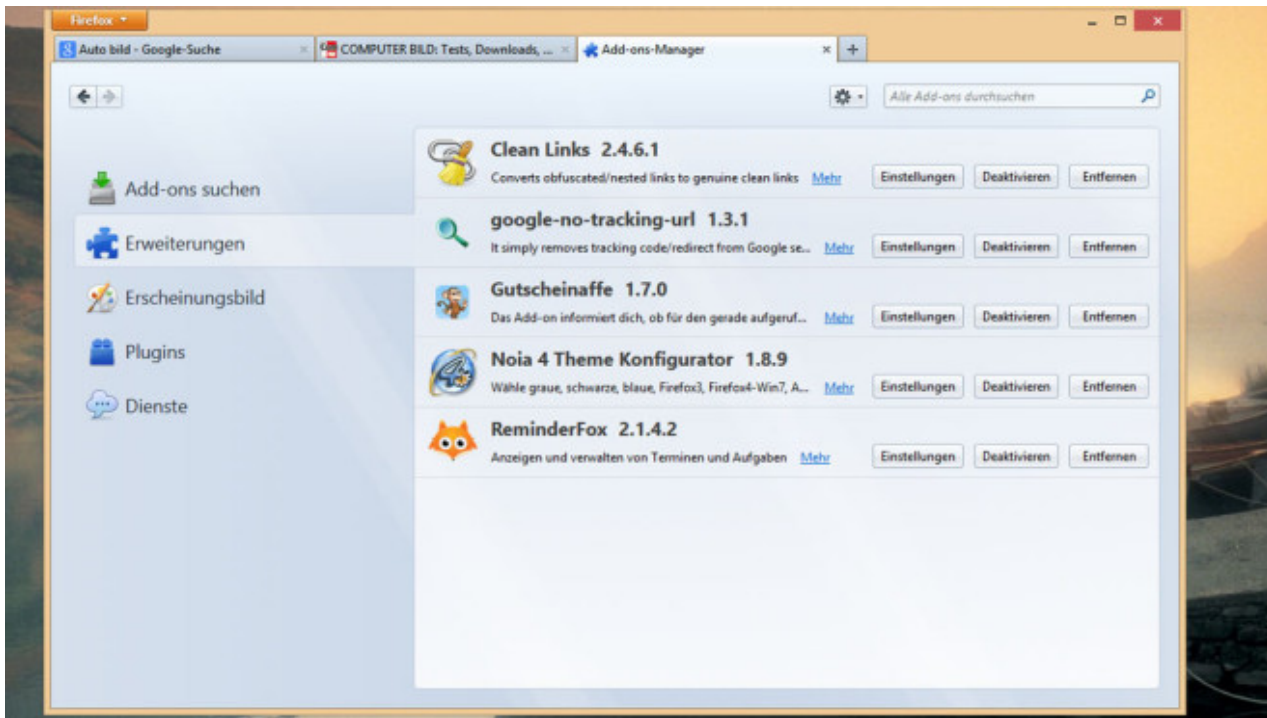 Firefox
Auto bild - Google-Suche
COMPUTER BILD: Tests, Downloads, ...
Add-ons-Manager
Alle Add-ons durchsuchen
Add-ons suchen
Erweiterungen
Erscheinungsbild
Plugins
Dienste
Clean Links 2.4.6.1
Converts obfuscated/nested links to genuine clean links Mehr Einstellungen Deaktivieren Entfernen
google-no-tracking-url 1.3.1
It simply removes tracking code/redirect from Google se... Mehr Einstellungen Deaktivieren Entfernen
Gutscheinaffe 1.7.0
Das Add-on informiert dich, ob für den gerade aufgeruf... Mehr Einstellungen Deaktivieren Entfernen
Noia 4 Theme Konfigurator 1.8.9
Wähle graue, schwarze, blaue, Firefox3, Firefox4-Win7, A... Mehr Einstellungen Deaktivieren Entfernen
ReminderFox 2.1.4.2
Anzeigen und verwalten von Terminen und Aufgaben Mehr Einstellungen Deaktivieren Entfernen